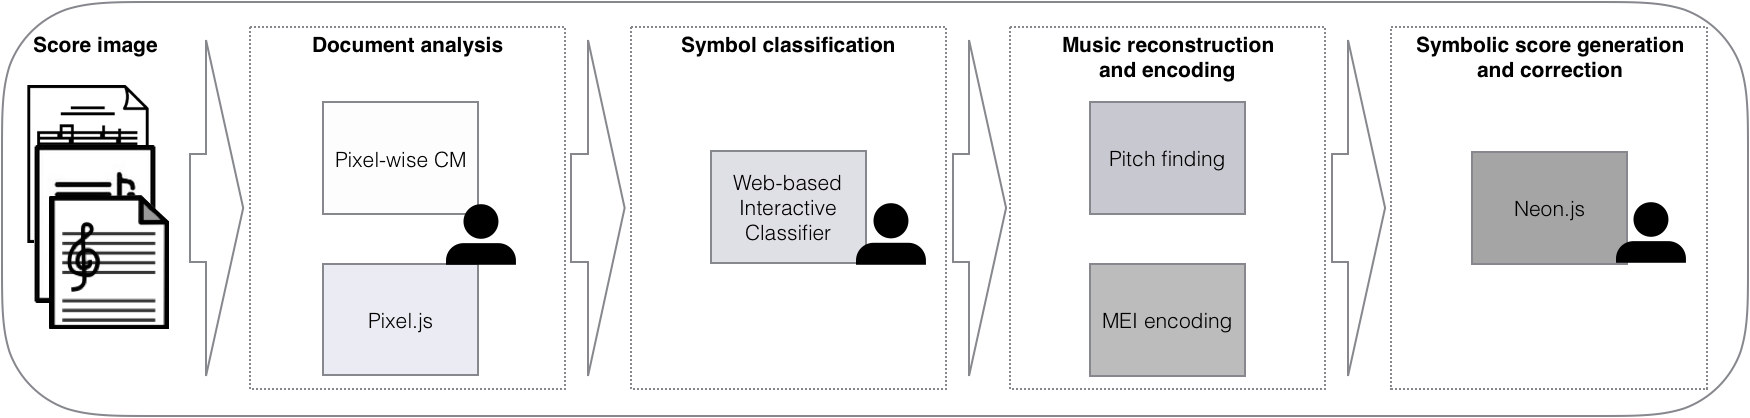 Score image
Document analysis
Pixel-wise CM
Pixel.js
Symbol classification
Web-based
Interactive
Classifier
Music reconstruction
and encoding
Pitch finding
MEI encoding
Symbolic score generation
and correction
Neon.js